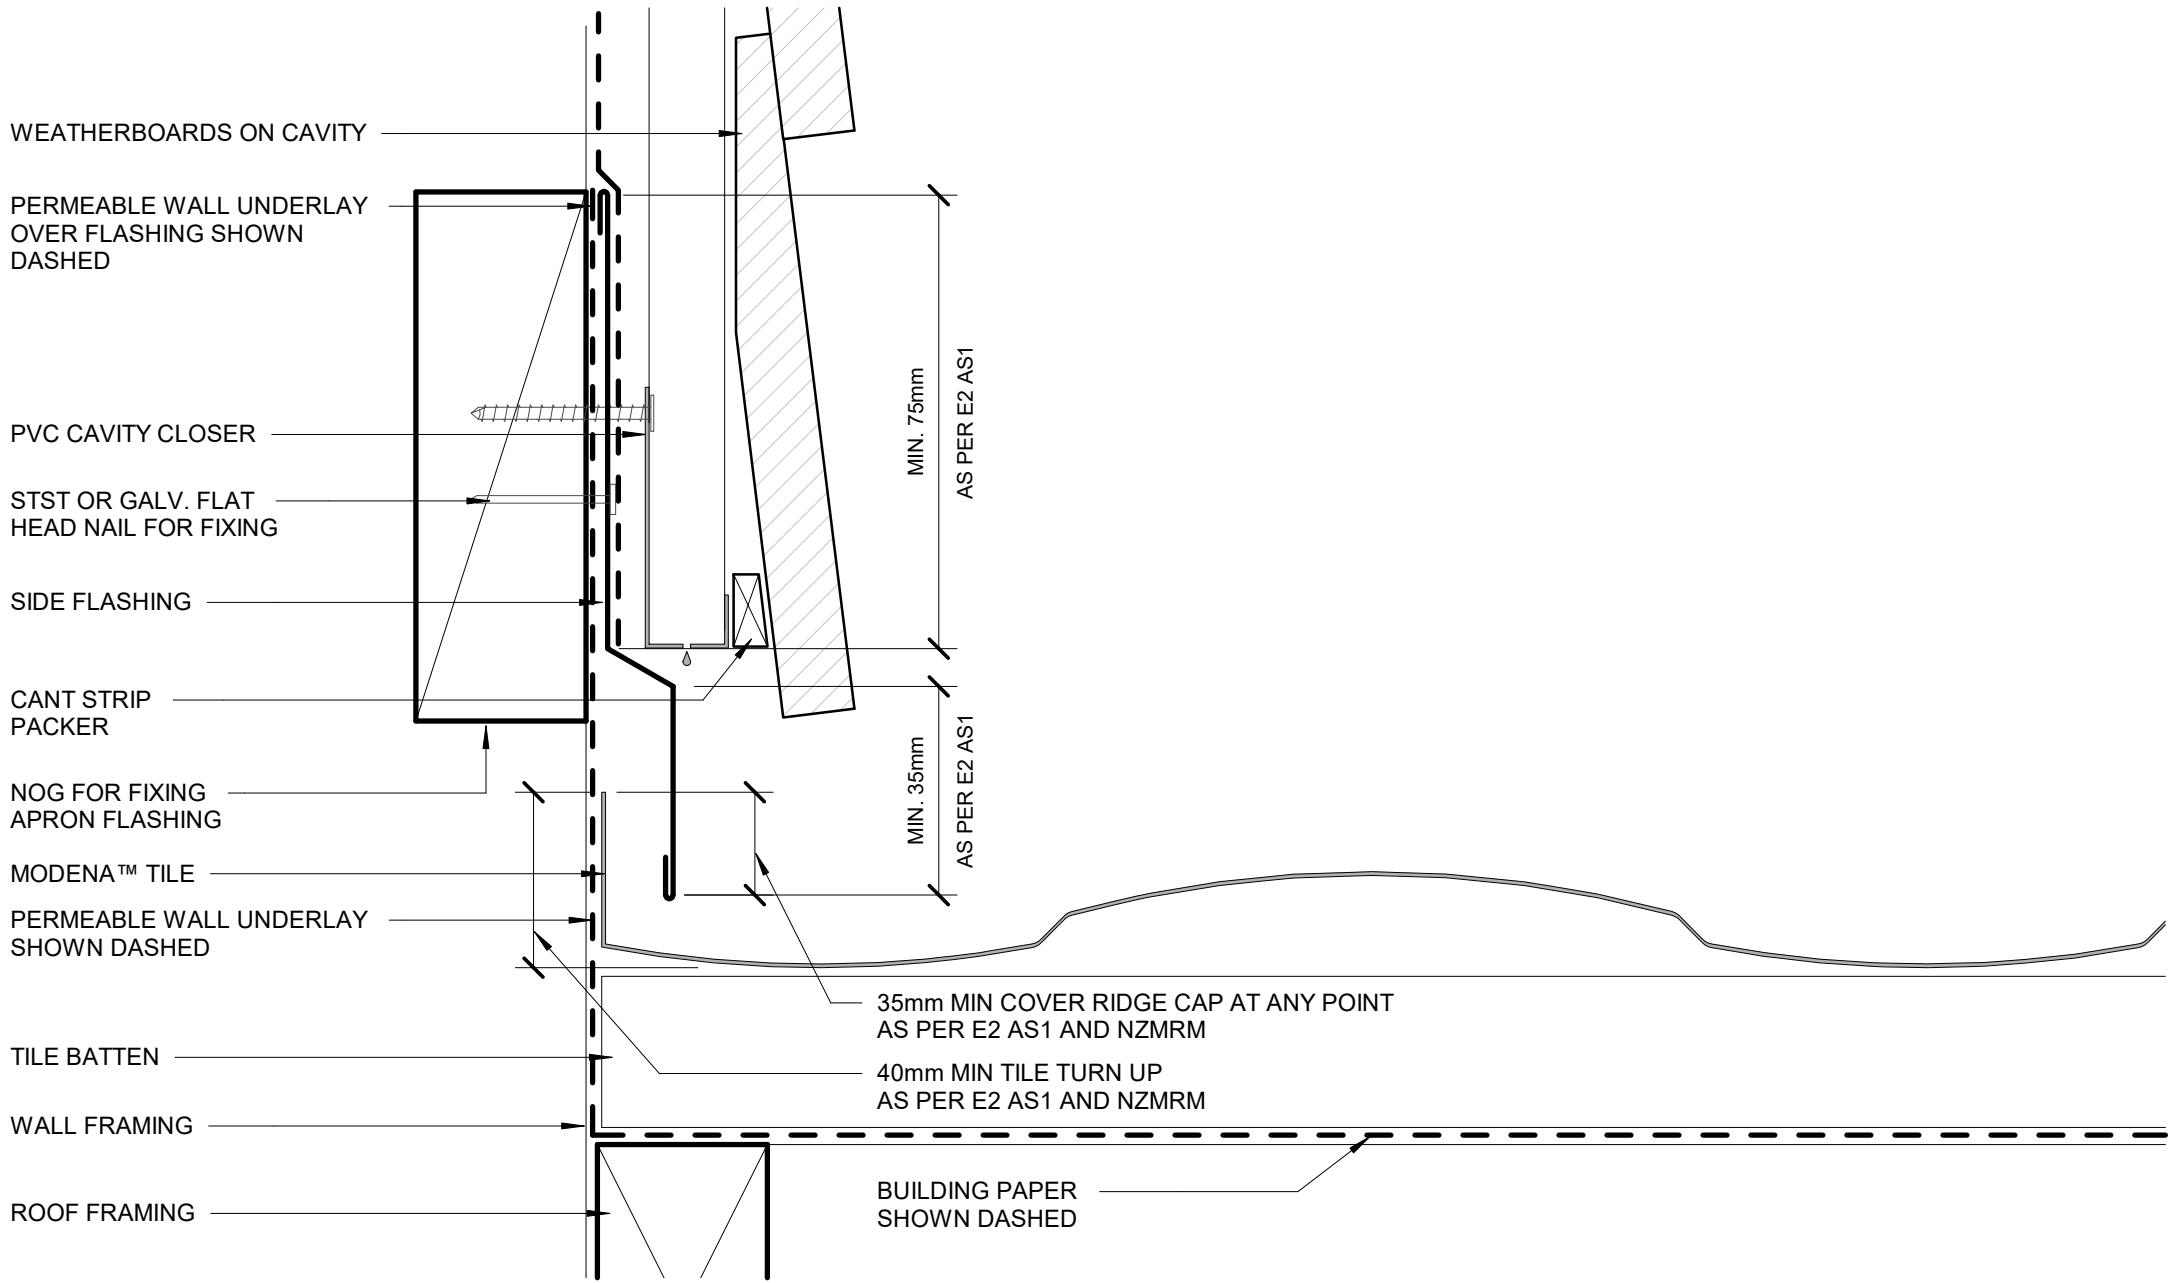 WEATHERBOARDS ON CAVITY
PERMEABLE WALL UNDERLAY
OVER FLASHING SHOWN
DASHED
PVC CAVITY CLOSER
STST OR GALV. FLAT
HEAD NAIL FOR FIXING
SIDE FLASHING
CANT STRIP
PACKER
NOG FOR FIXING
APRON FLASHING
MODENA™ TILE
PERMEABLE WALL UNDERLAY
SHOWN DASHED
TILE BATTEN
WALL FRAMING
ROOF FRAMING
MIN. 75mm
AS PER E2 AS1
MIN. 35mm
AS PER E2 AS1
35mm MIN COVER RIDGE CAP AT ANY POINT
AS PER E2 AS1 AND NZMRM
40mm MIN TILE TURN UP
AS PER E2 AS1 AND NZMRM
BUILDING PAPER
SHOWN DASHED